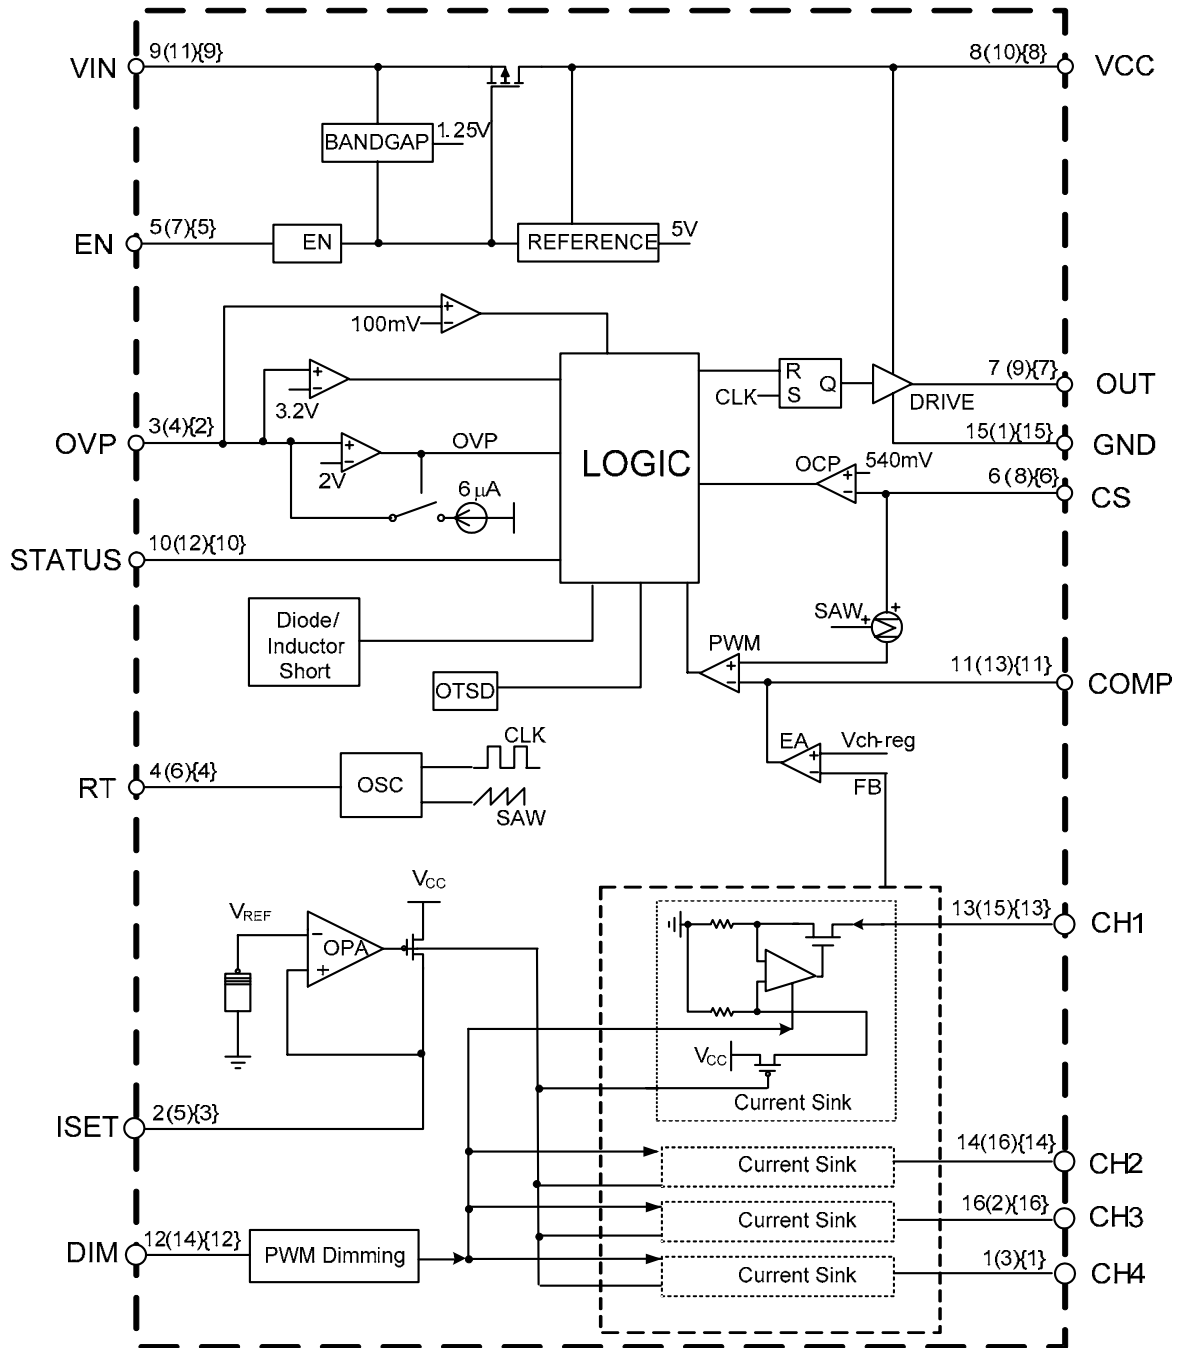 VIN
9(11){9}
8(10){8}
VCC
BANDGAP
1.25V
EN
5(7){5}
EN
REFERENCE
5V
+
−
100mV
+
−
3.2V
OVP
3(4){2}
+
−
2V
OVP
6 µA
LOGIC
R
S
Q
CLK
DRIVE
7 (9){7}
OUT
15(1){15}
GND
OCP
+
−
540mV
6 (8){6}
CS
STATUS
10(12){10}
Diode/
Inductor
Short
OTSD
SAW
+
+
Σ
PWM
+
−
11(13){11}
COMP
EA
+
−
Vch-reg
FB
RT
4(6){4}
OSC
CLK
SAW
VREF
−
+
OPA
VCC
13(15){13}
CH1
VCC
Current Sink
ISET
2(5){3}
Current Sink
14(16){14}
CH2
Current Sink
16(2){16}
CH3
DIM
12(14){12}
PWM Dimming
Current Sink
1(3){1}
CH4